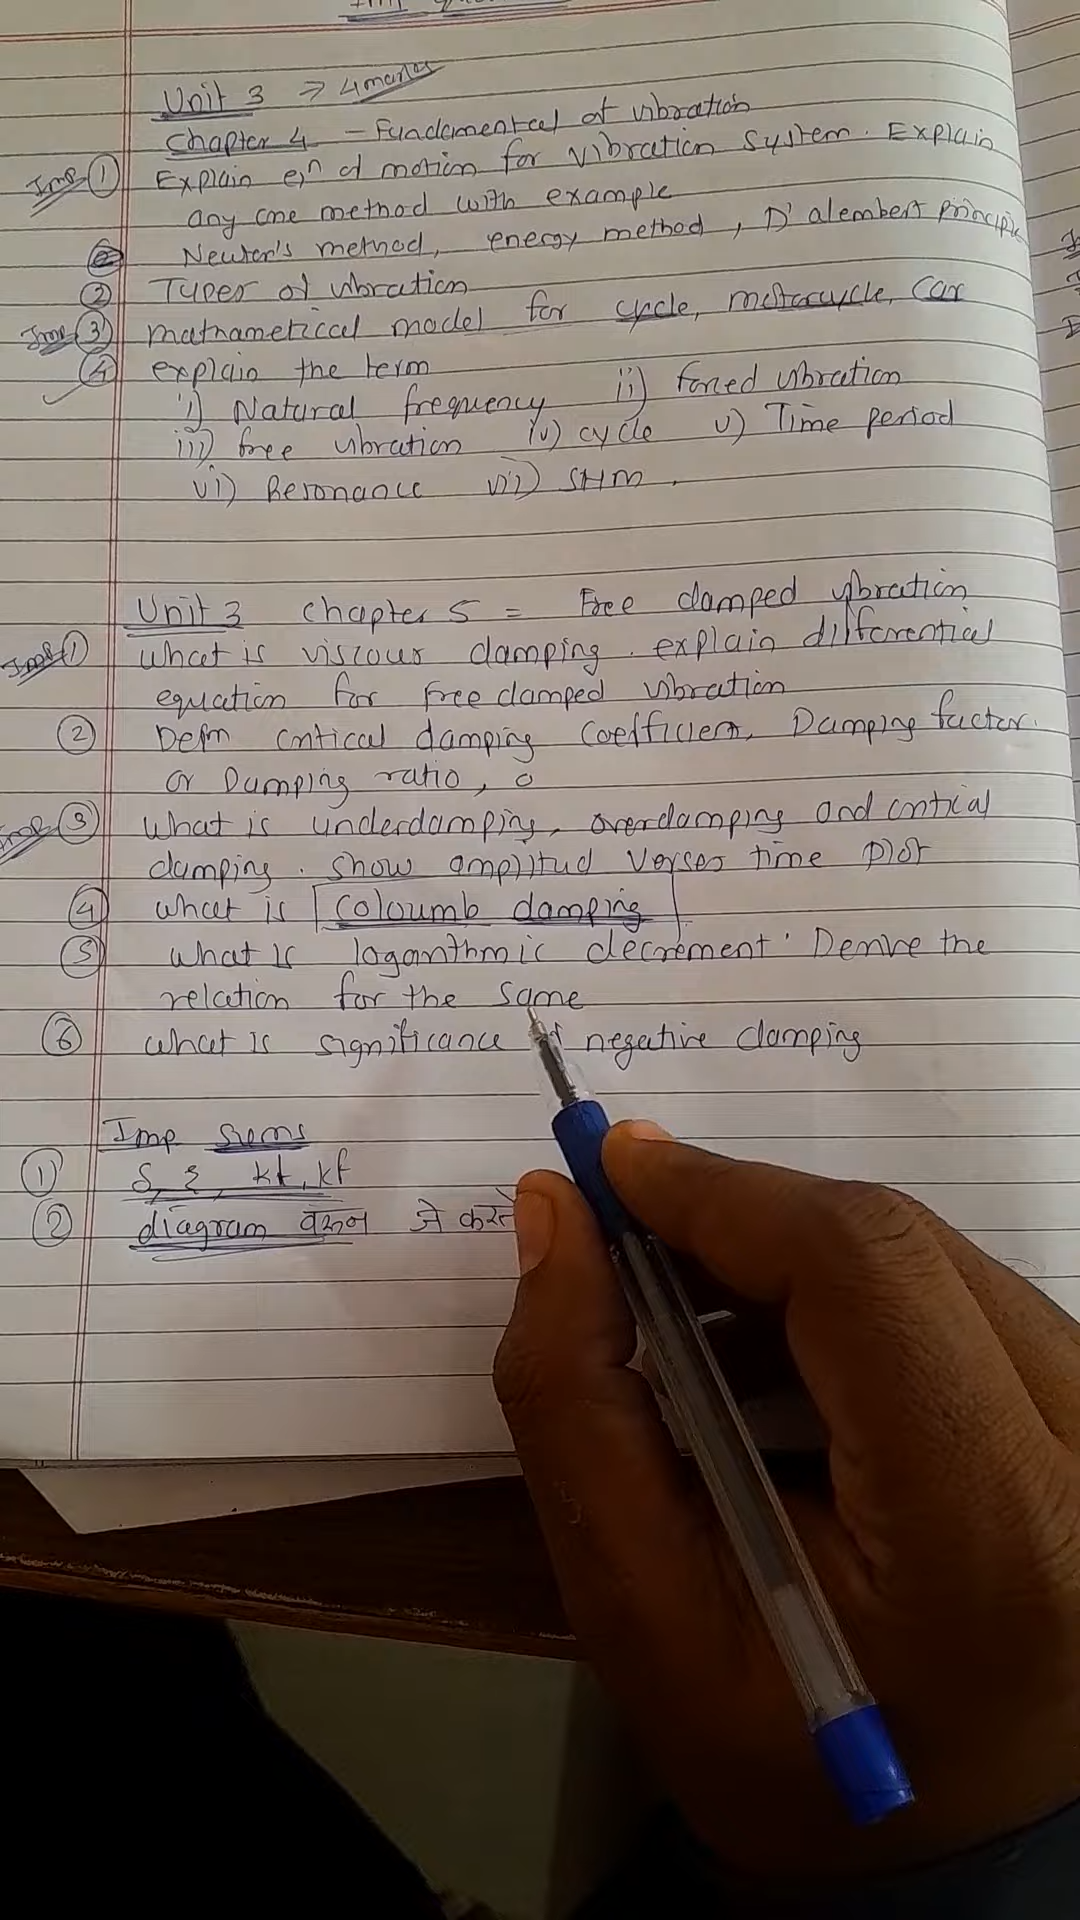 Unit 3 → 4 marks
Chapter 4 - Fundamental of vibration
Imp ① Explain eqn of motion for vibration system. Explain
any one method with example
Newton's method, energy method, D'alembert principle
② Types of vibration
Imp ③ mathametical model for cycle, motorcycle, car
④ explain the term
i) Natural frequency ii) forced vibration
iii) free vibration iv) cycle v) Time period
vi) Resonance vii) SHM.
Unit 3 chapter 5 = Free damped vibration
Imp ① What is viscour damping. explain differential
equation for free damped vibration
② Defn critical damping coefficient, Damping factor
or Damping ratio,
Imp ③ What is underdamping, overdamping and critical
damping. show amplitud verses time plot
④ what is coloumb damping
⑤ what is logarithmic decrement. Derive the
relation for the same
⑥ what is significance negative damping
Imp sums
① δ, ξ, kt, kf
② diagram वरून जे करते